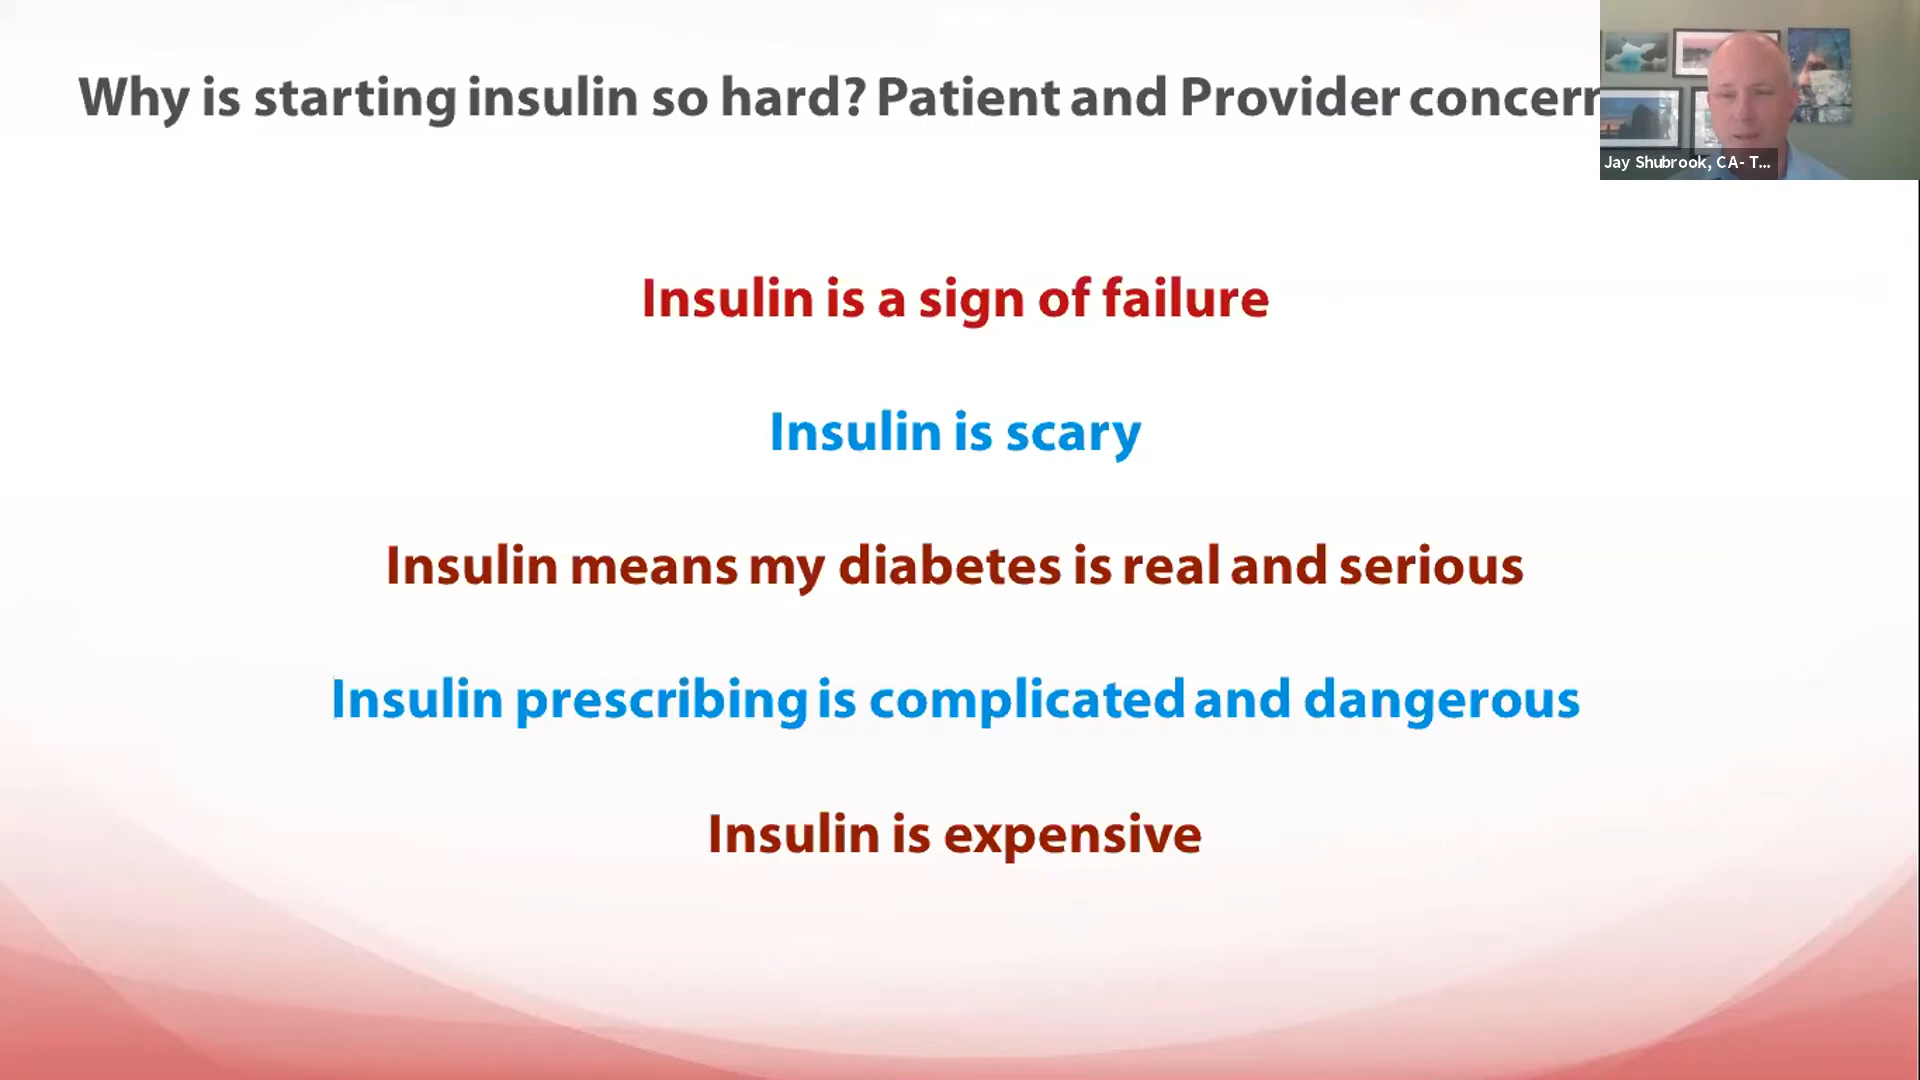 Why is starting insulin so hard? Patient and Provider concern
Jay Shubrook, CA- T...
Insulin is a sign of failure
Insulin is scary
Insulin means my diabetes is real and serious
Insulin prescribing is complicated and dangerous
Insulin is expensive